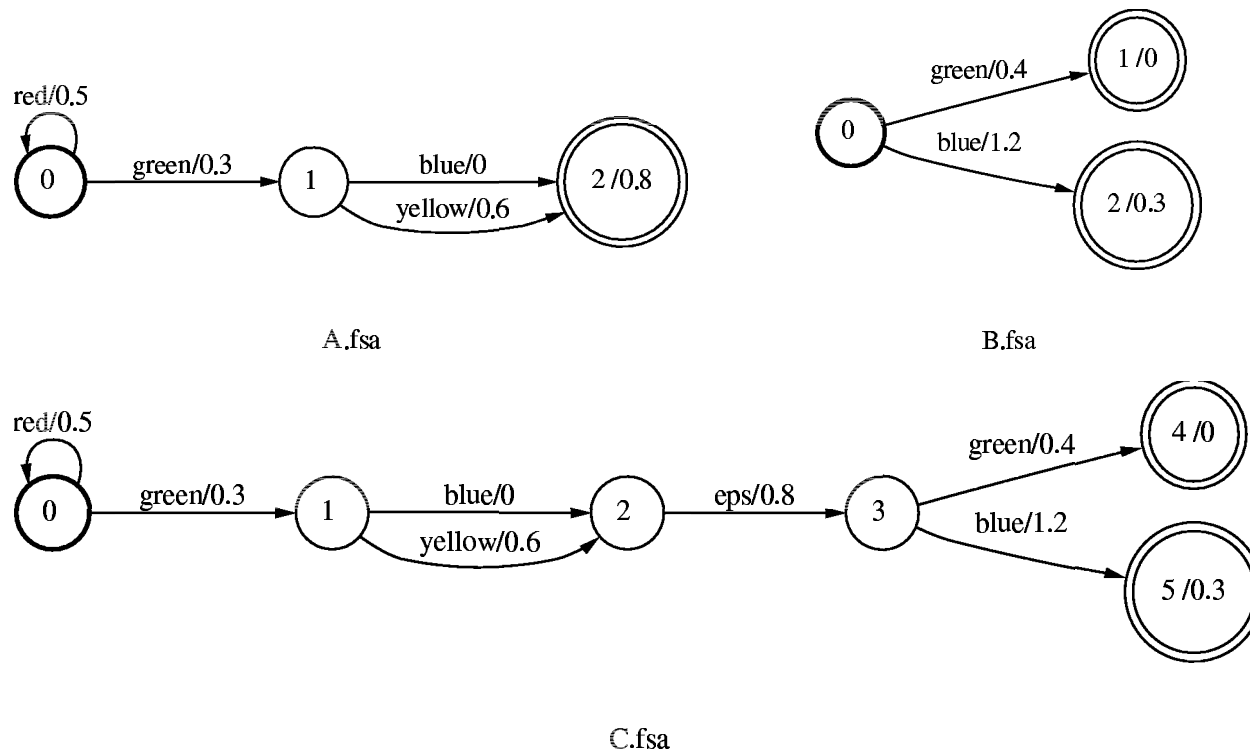 red/0.5
0
green/0.3
1
blue/0
yellow/0.6
2/0.8
A.fsa
0
green/0.4
1/0
blue/1.2
2/0.3
B.fsa
red/0.5
0
green/0.3
1
blue/0
yellow/0.6
2
eps/0.8
3
green/0.4
4/0
blue/1.2
5/0.3
C.fsa